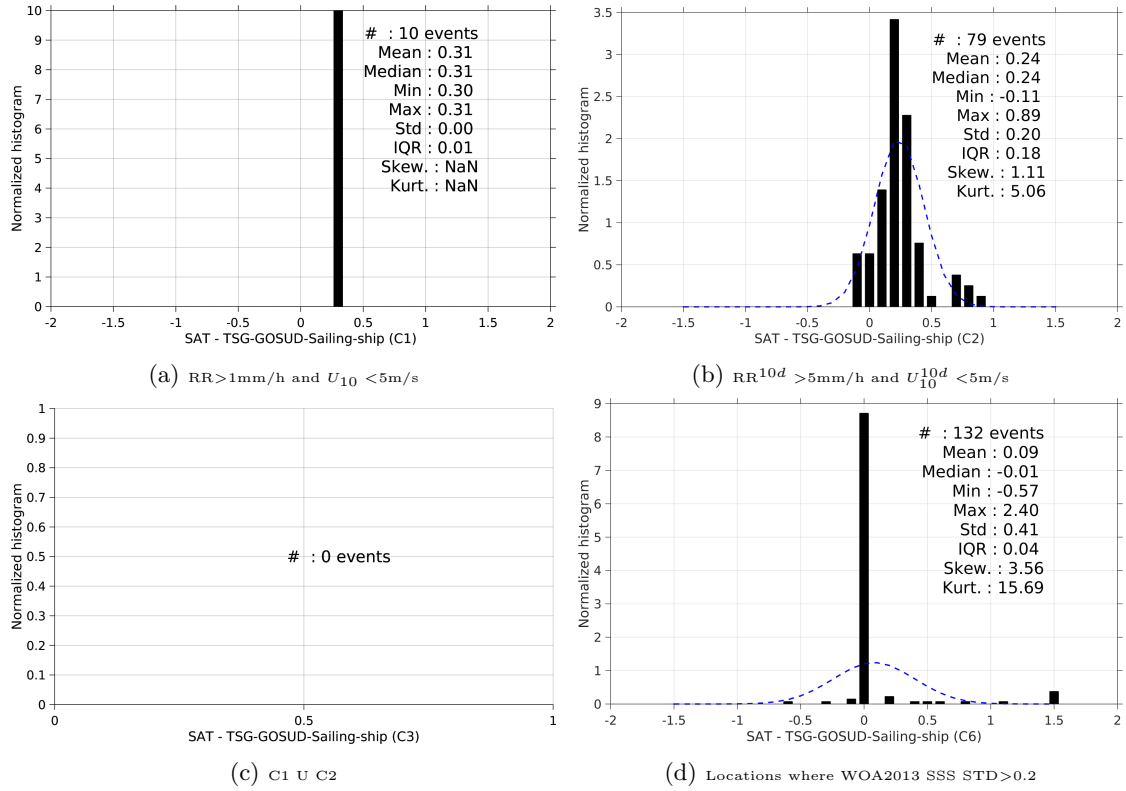 10
9
8
7
6
5
4
3
2
1
0
Normalized histogram
# : 10 events
Mean : 0.31
Median : 0.31
Min : 0.30
Max : 0.31
Std : 0.00
IQR : 0.01
Skew. : NaN
Kurt. : NaN
-2 -1.5 -1 -0.5 0 0.5 1 1.5 2
SAT - TSG-GOSUD-Sailing-ship (C1)
(a) RR>1mm/h and U10 <5m/s
3.5
3
2.5
2
1.5
1
0.5
0
Normalized histogram
# : 79 events
Mean : 0.24
Median : 0.24
Min : -0.11
Max : 0.89
Std : 0.20
IQR : 0.18
Skew. : 1.11
Kurt. : 5.06
-2 -1.5 -1 -0.5 0 0.5 1 1.5 2
SAT - TSG-GOSUD-Sailing-ship (C2)
(b) RR10d >5mm/h and U10d10 <5m/s
1
0.9
0.8
0.7
0.6
0.5
0.4
0.3
0.2
0.1
0
Normalized histogram
# : 0 events
0 0.5 1
SAT - TSG-GOSUD-Sailing-ship (C3)
(c) C1 U C2
9
8
7
6
5
4
3
2
1
0
Normalized histogram
# : 132 events
Mean : 0.09
Median : -0.01
Min : -0.57
Max : 2.40
Std : 0.41
IQR : 0.04
Skew. : 3.56
Kurt. : 15.69
-2 -1.5 -1 -0.5 0 0.5 1 1.5 2
SAT - TSG-GOSUD-Sailing-ship (C6)
(d) Locations where WOA2013 SSS STD>0.2